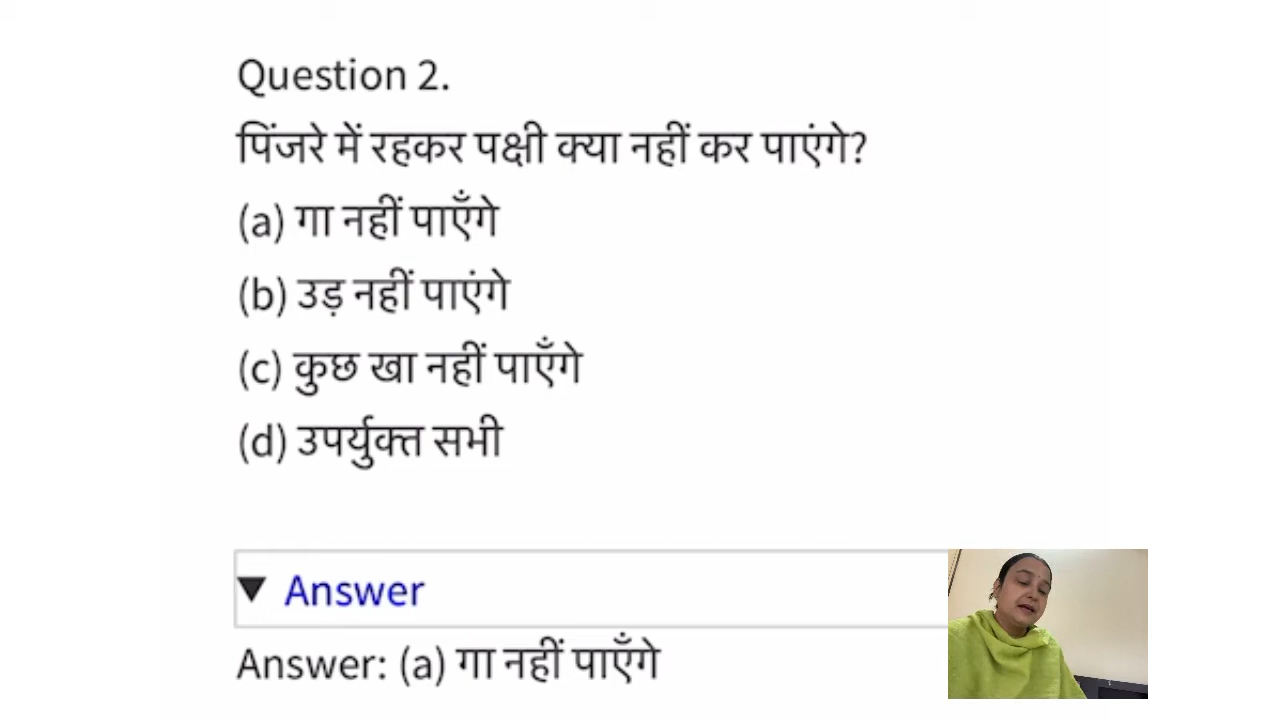 Question 2.
पिंजरे में रहकर पक्षी क्या नहीं कर पाएंगे?
(a) गा नहीं पाएँगे
(b) उड़ नहीं पाएंगे
(c) कुछ खा नहीं पाएँगे
(d) उपर्युक्त सभी
▼ Answer
Answer: (a) गा नहीं पाएँगे